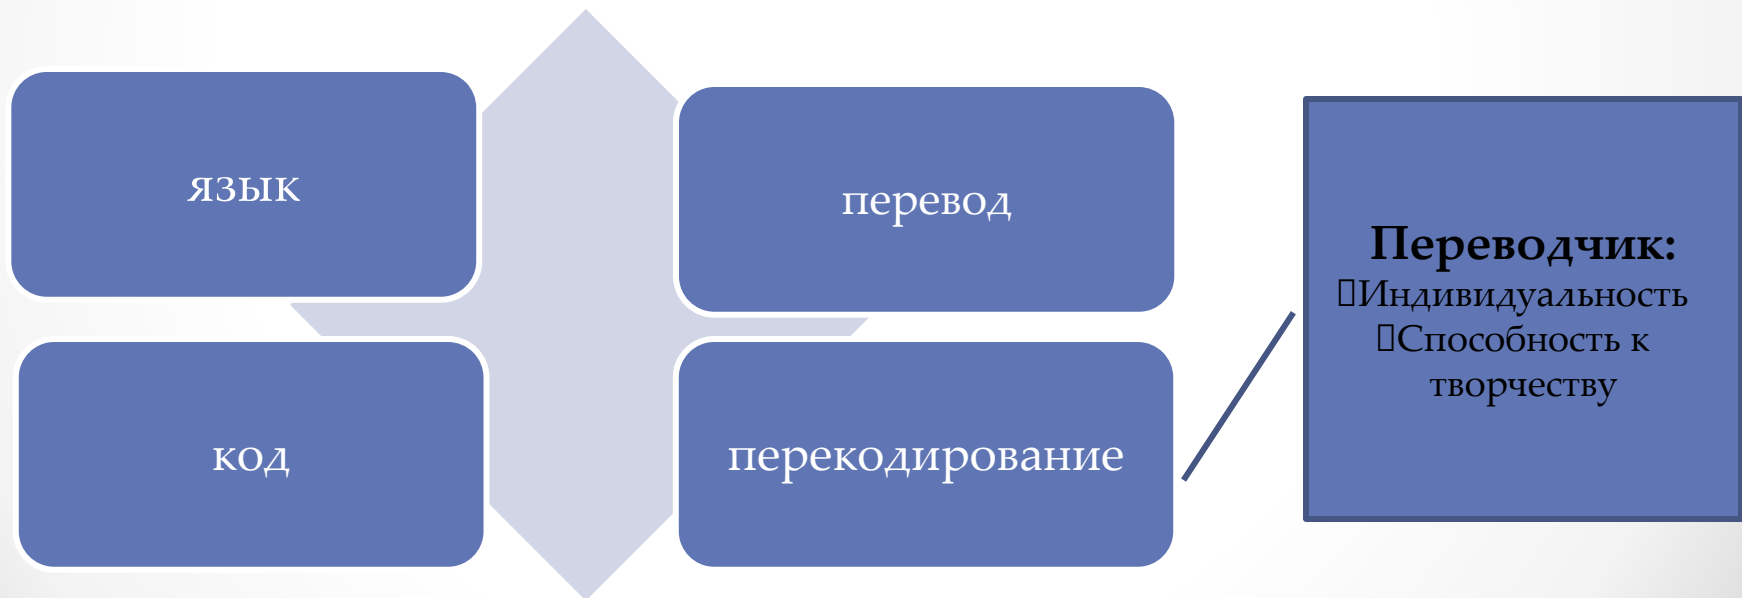 язык
перевод
код
перекодирование
Переводчик:
Индивидуальность
Способность к
творчеству